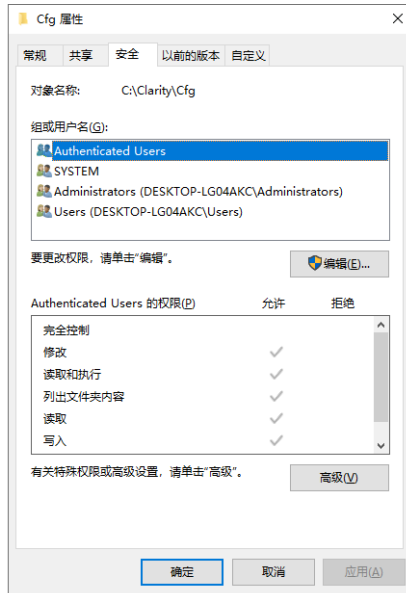 Cfg 属性
常规 共享 安全 以前的版本 自定义
对象名称: C:\Clarity\Cfg
组或用户名(G):
Authenticated Users
SYSTEM
Administrators (DESKTOP-LG04AKC\Administrators)
Users (DESKTOP-LG04AKC\Users)
要更改权限，请单击"编辑"。 编辑(E)...
Authenticated Users 的权限(P) 允许 拒绝
完全控制
修改
读取和执行
列出文件夹内容
读取
写入
有关特殊权限或高级设置，请单击"高级"。 高级(V)
确定 取消 应用(A)